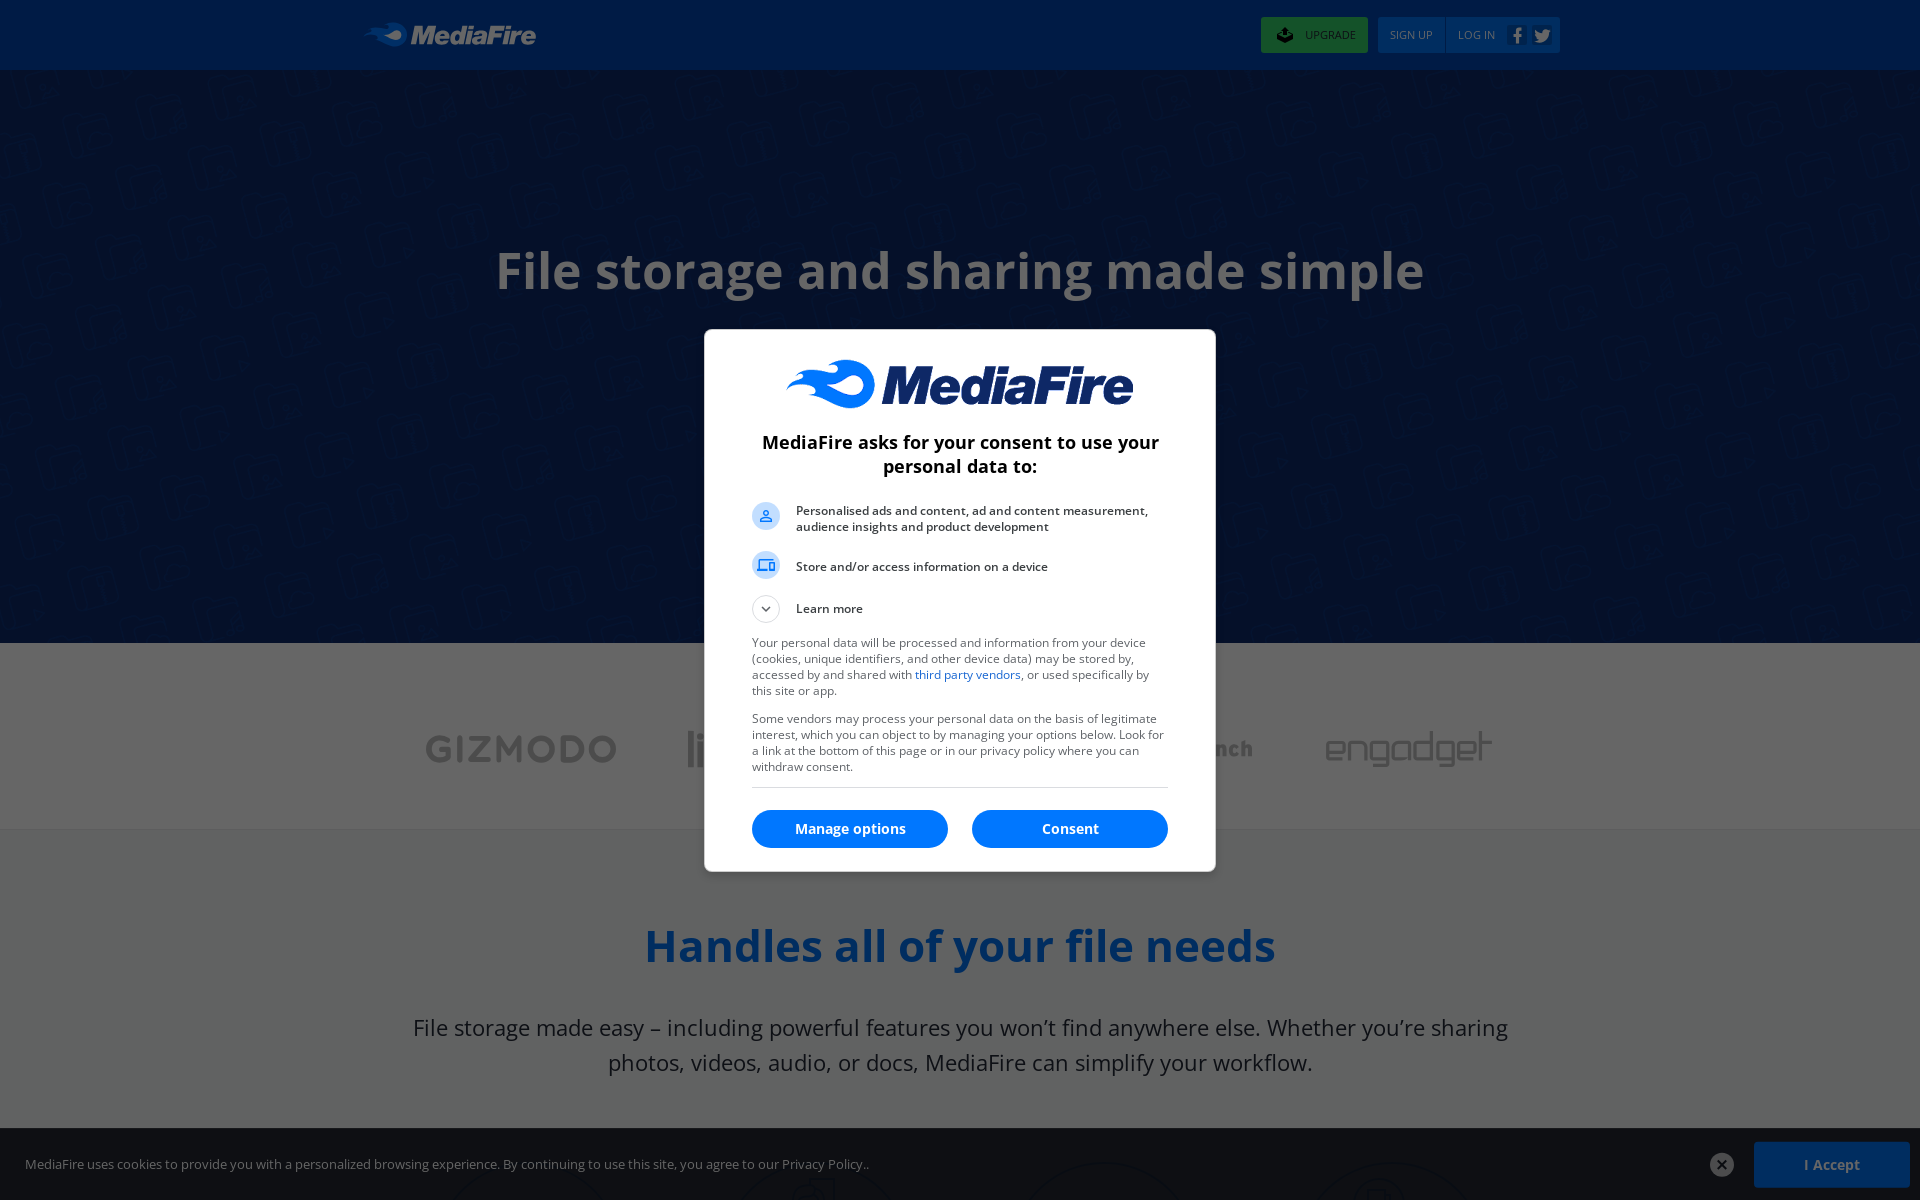 MediaFire
UPGRADE
SIGN UP
LOG IN
File storage and sharing made simple
MediaFire
MediaFire asks for your consent to use your
personal data to:
Personalised ads and content, ad and content measurement,
audience insights and product development
Store and/or access information on a device
Learn more
Your personal data will be processed and information from your device
(cookies, unique identifiers, and other device data) may be stored by,
accessed by and shared with third party vendors, or used specifically by
this site or app.
Some vendors may process your personal data on the basis of legitimate
interest, which you can object to by managing your options below. Look for
a link at the bottom of this page or in our privacy policy where you can
withdraw consent.
Manage options
Consent
GIZMODO
engadget
Handles all of your file needs
File storage made easy – including powerful features you won’t find anywhere else. Whether you’re sharing
photos, videos, audio, or docs, MediaFire can simplify your workflow.
MediaFire uses cookies to provide you with a personalized browsing experience. By continuing to use this site, you agree to our Privacy Policy..
I Accept